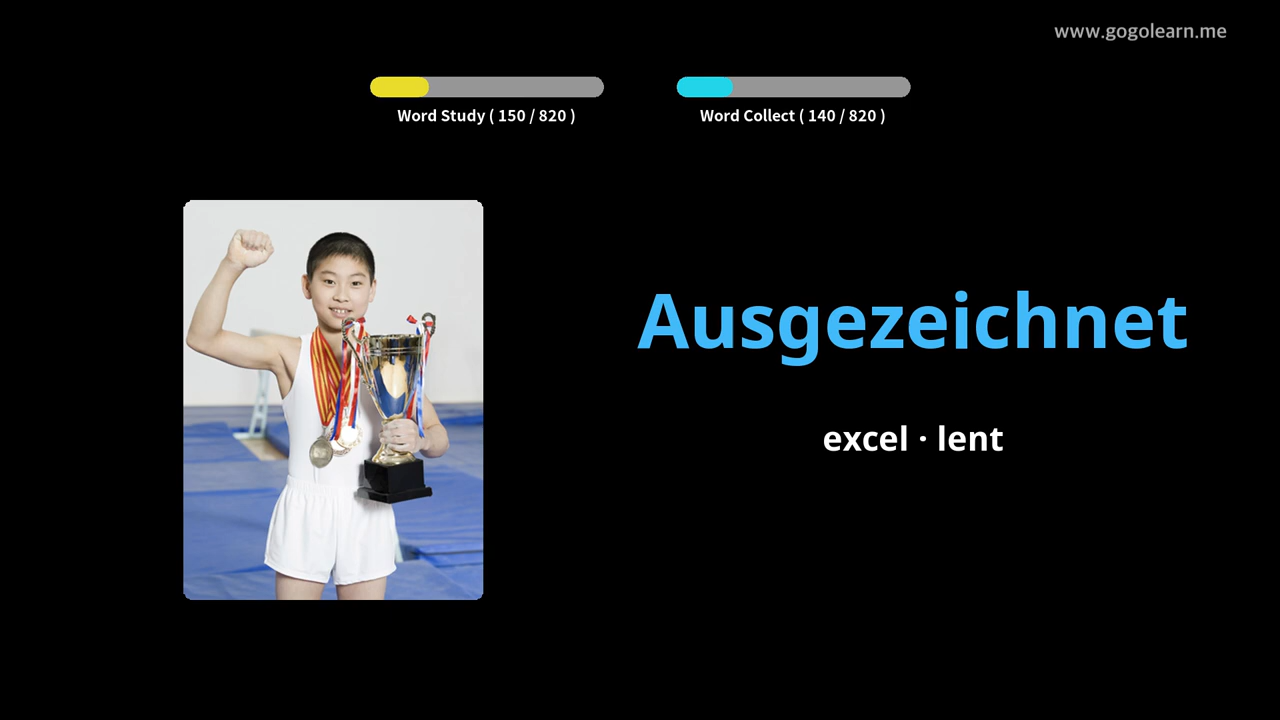 www.gogolearn.me
Word Study ( 150 / 820 )
Word Collect ( 140 / 820 )
Ausgezeichnet
excel · lent